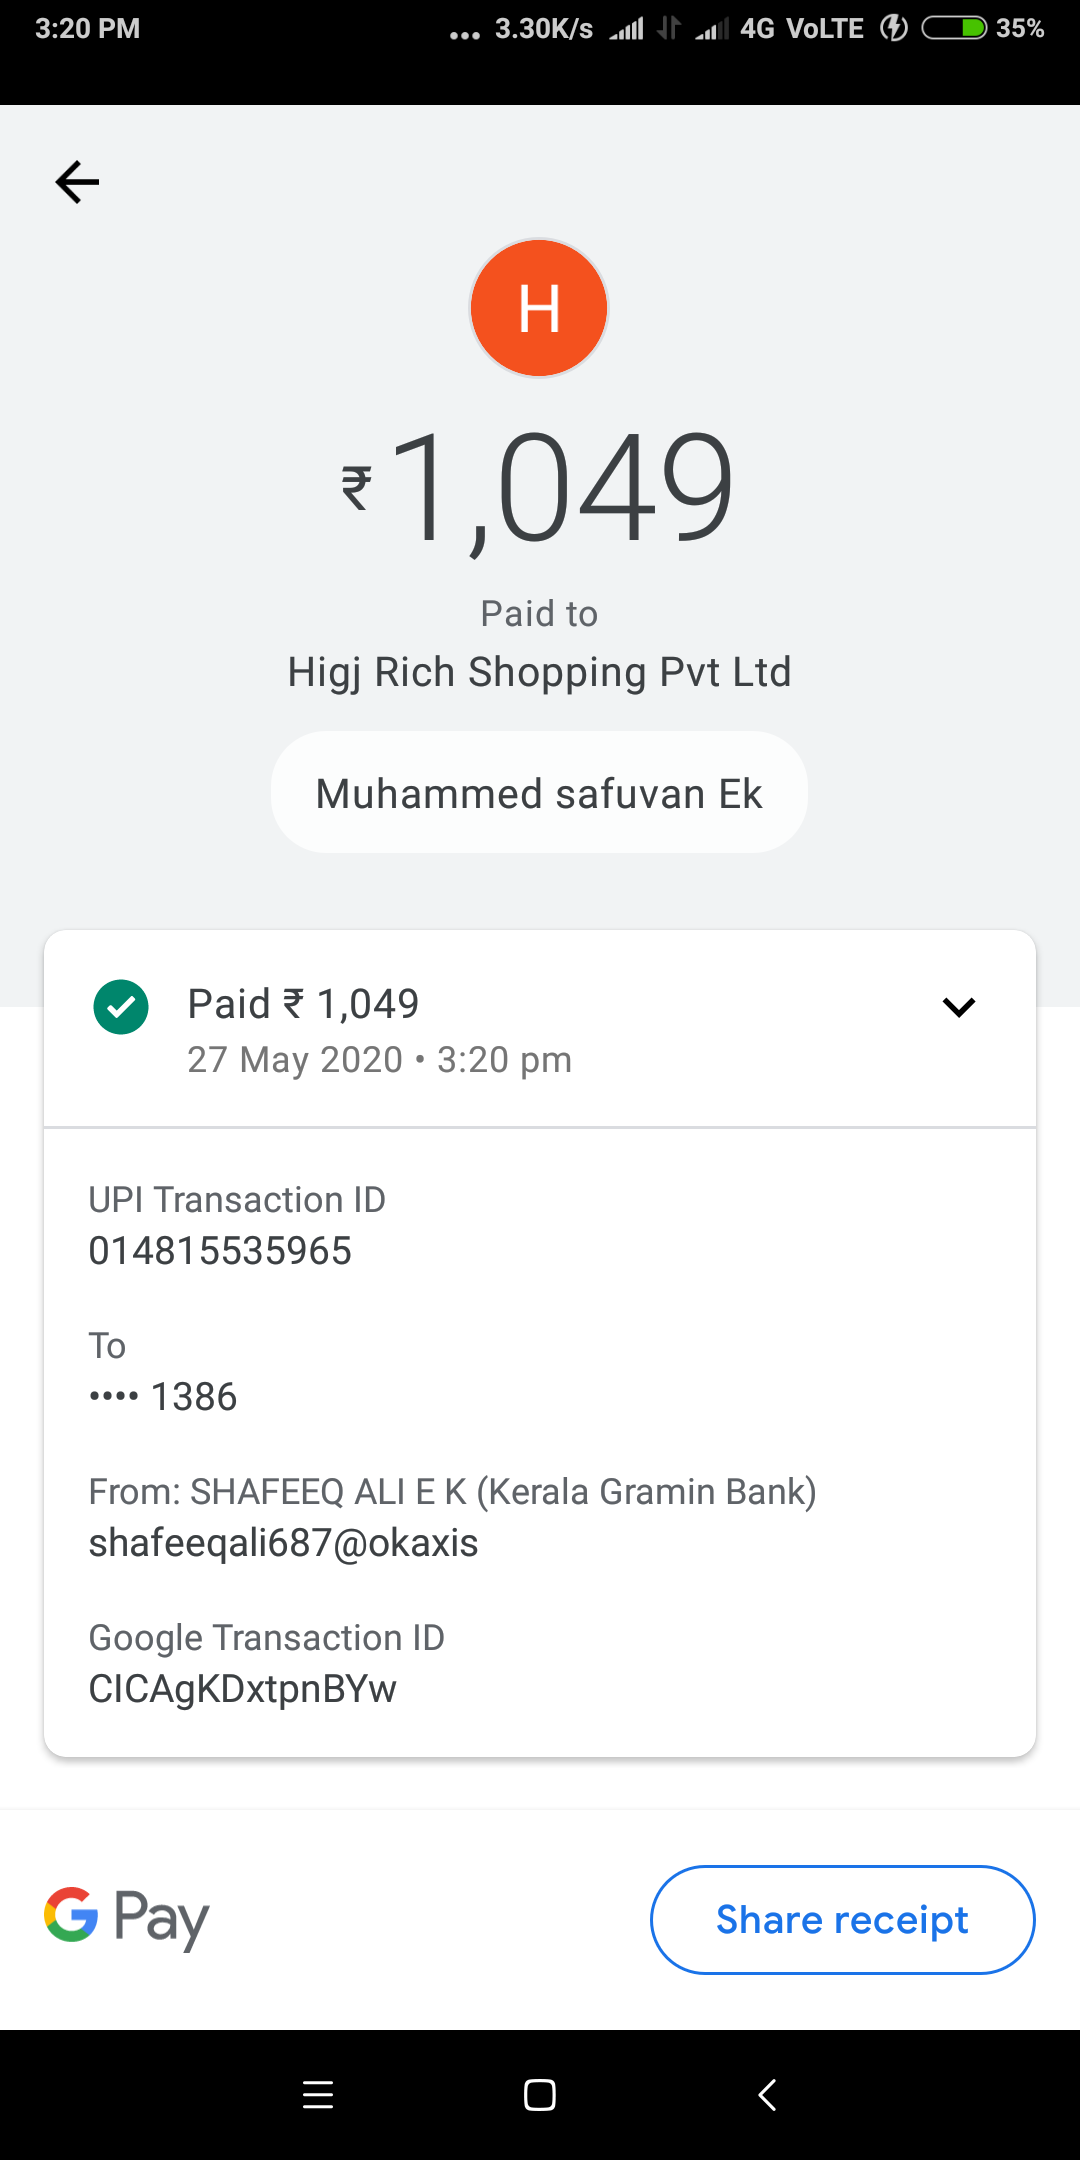 3:20 PM ... 3.30K/s 4G VoLTE 35%
H
₹1,049
Paid to
Higj Rich Shopping Pvt Ltd
Muhammed safuvan Ek
Paid ₹ 1,049
27 May 2020 • 3:20 pm
UPI Transaction ID
014815535965
To
•••• 1386
From: SHAFEEQ ALI E K (Kerala Gramin Bank)
shafeeqali687@okaxis
Google Transaction ID
CICAgKDxtpnBYw
G Pay
Share receipt